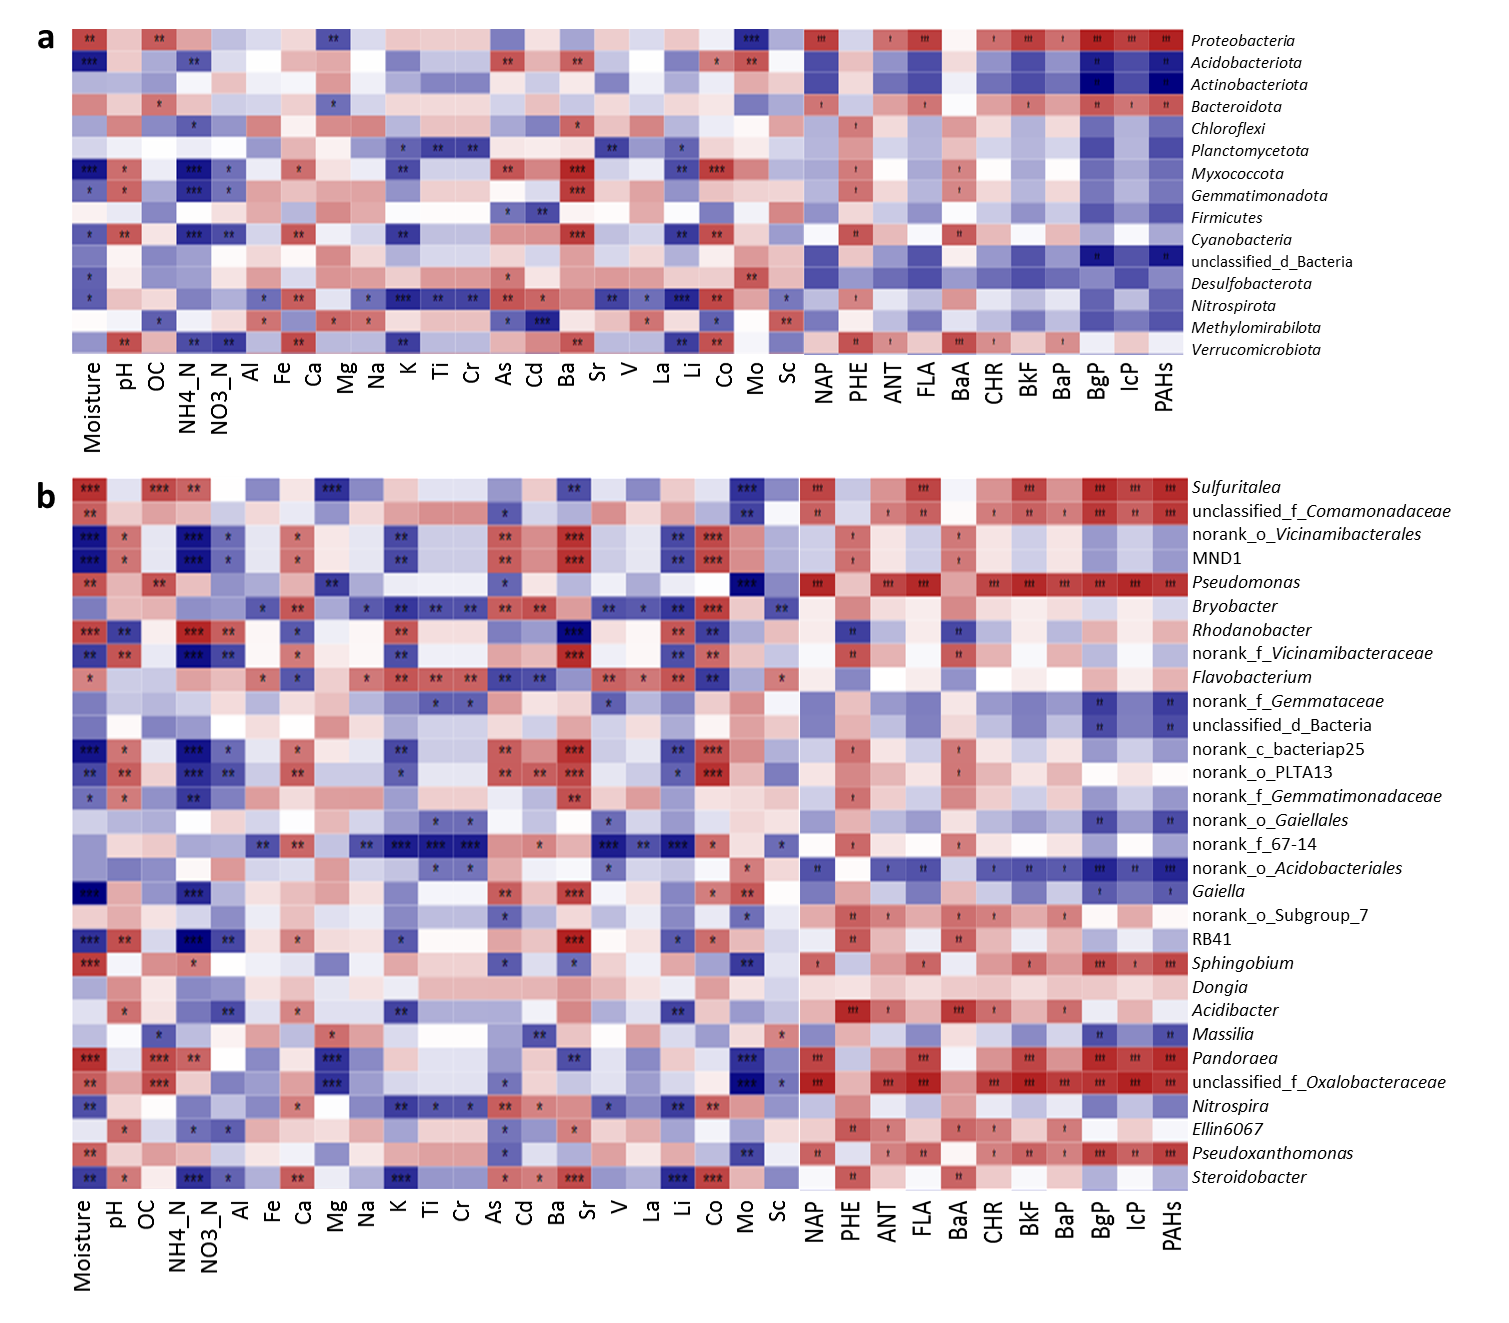 a
Proteobacteria
Acidobacteriota
Actinobacteriota
Bacteroidota
Chloroflexi
Planctomycetota
Myxococcota
Gemmatimonadota
Firmicutes
Cyanobacteria
unclassified_d_Bacteria
Desulfobacterota
Nitrospirota
Methylomirabilota
Verrucomicrobiota
Moisture pH OC NH4_N NO3_N Al Fe Ca Mg Na K Ti Cr As Cd Ba Sr V La Li Co Mo Sc NAP PHE ANT FLA BaA CHR BkF BaP BgP IcP PAHs
b
Sulfuritalea
unclassified_f_Comamonadaceae
norank_o_Vicinamibacterales
MND1
Pseudomonas
Bryobacter
Rhodanobacter
norank_f_Vicinamibacteraceae
Flavobacterium
norank_f_Gemmataceae
unclassified_d_Bacteria
norank_c_bacteriap25
norank_o_PLTA13
norank_f_Gemmatimonadaceae
norank_o_Gaiellales
norank_f_67-14
norank_o_Acidobacteriales
Gaiella
norank_o_Subgroup_7
RB41
Sphingobium
Dongia
Acidibacter
Massilia
Pandoraea
unclassified_f_Oxalobacteraceae
Nitrospira
Ellin6067
Pseudoxanthomonas
Steroidobacter
Moisture pH OC NH4_N NO3_N Al Fe Ca Mg Na K Ti Cr As Cd Ba Sr V La Li Co Mo Sc NAP PHE ANT FLA BaA CHR BkF BaP BgP IcP PAHs